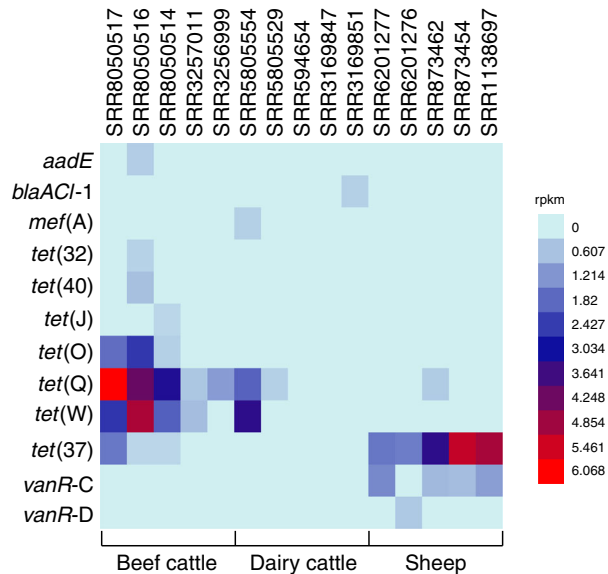 SRR8050517
SRR8050516
SRR8050514
SRR3257011
SRR3256999
SRR5805554
SRR5805529
SRR594654
SRR3169847
SRR3169851
SRR6201277
SRR6201276
SRR873462
SRR873454
SRR1138697
aadE
blaACI-1
mef(A)
tet(32)
tet(40)
tet(J)
tet(O)
tet(Q)
tet(W)
tet(37)
vanR-C
vanR-D
Beef cattle
Dairy cattle
Sheep
rpkm
0
0.607
1.214
1.82
2.427
3.034
3.641
4.248
4.854
5.461
6.068